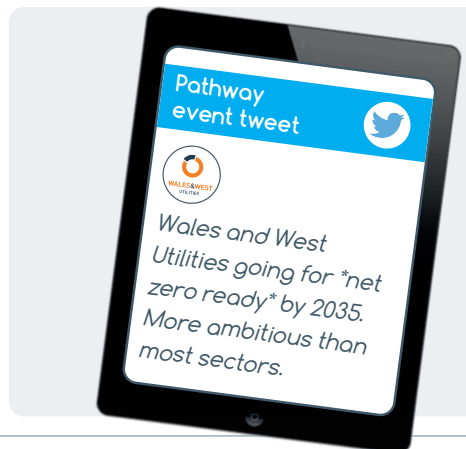 Pathway
event tweet
WALES&WEST
UTILITIES
Wales and West
Utilities going for *net
zero ready* by 2035.
More ambitious than
most sectors.